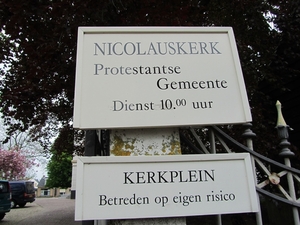 NICOLAUSKERK
Protestantse
Gemeente
Dienst 10.00 uur
KERKPLEIN
Betreden op eigen risico